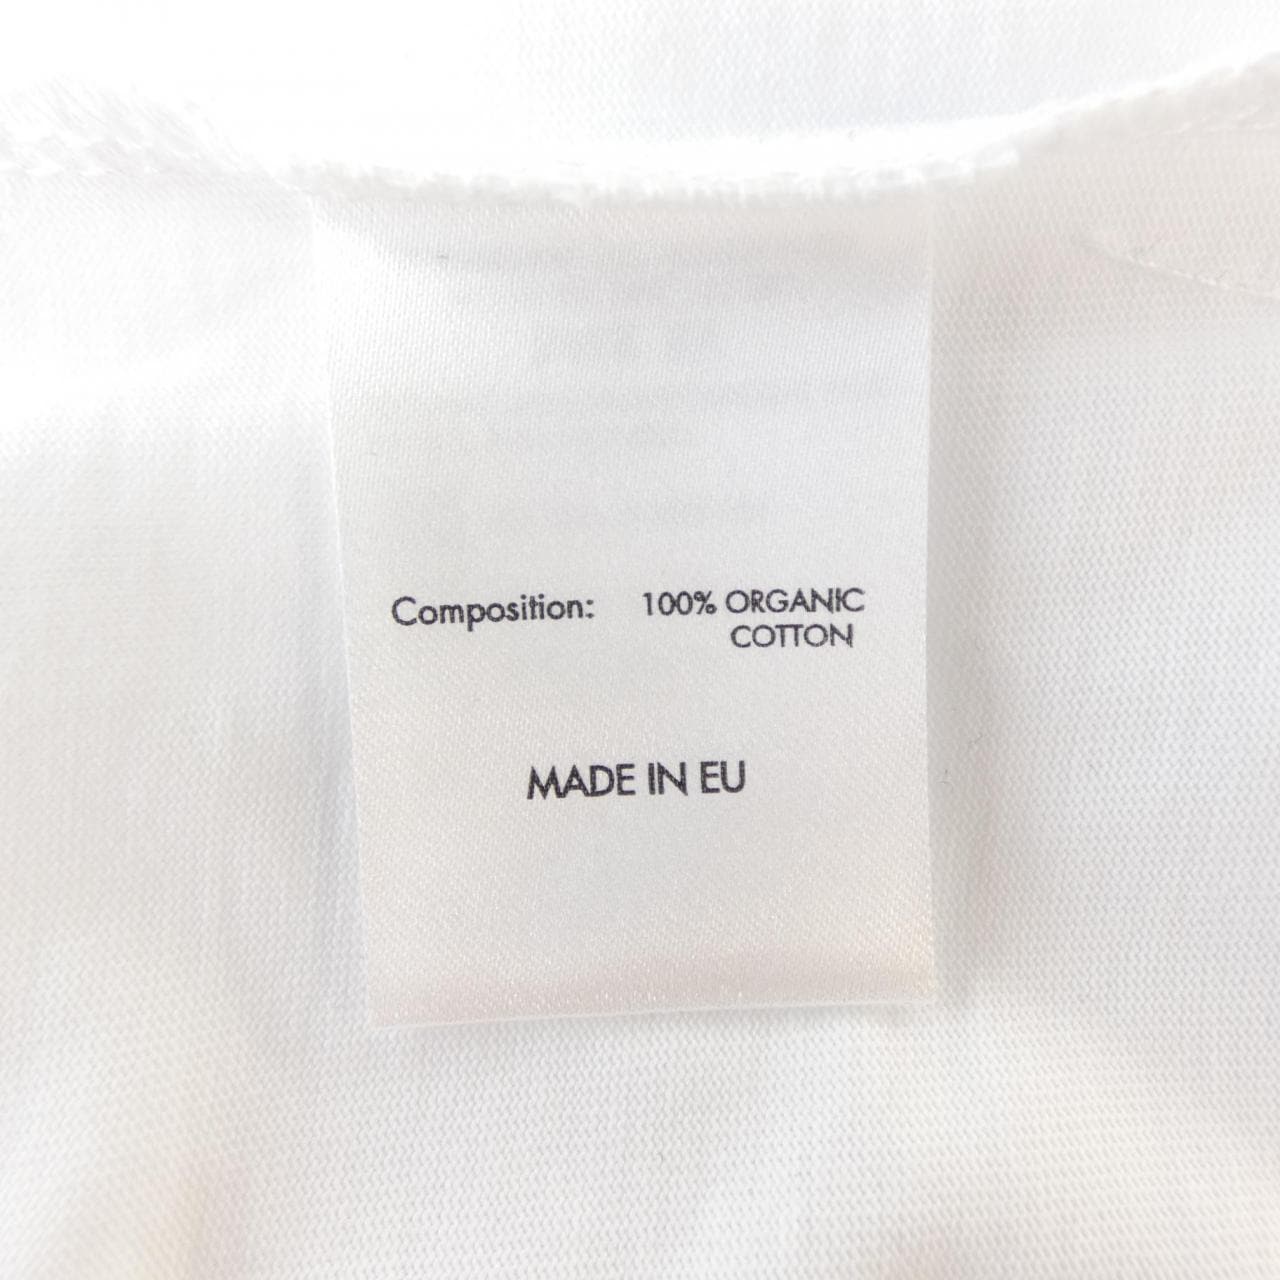 Composition: 100% ORGANIC
COTTON
MADE IN EU